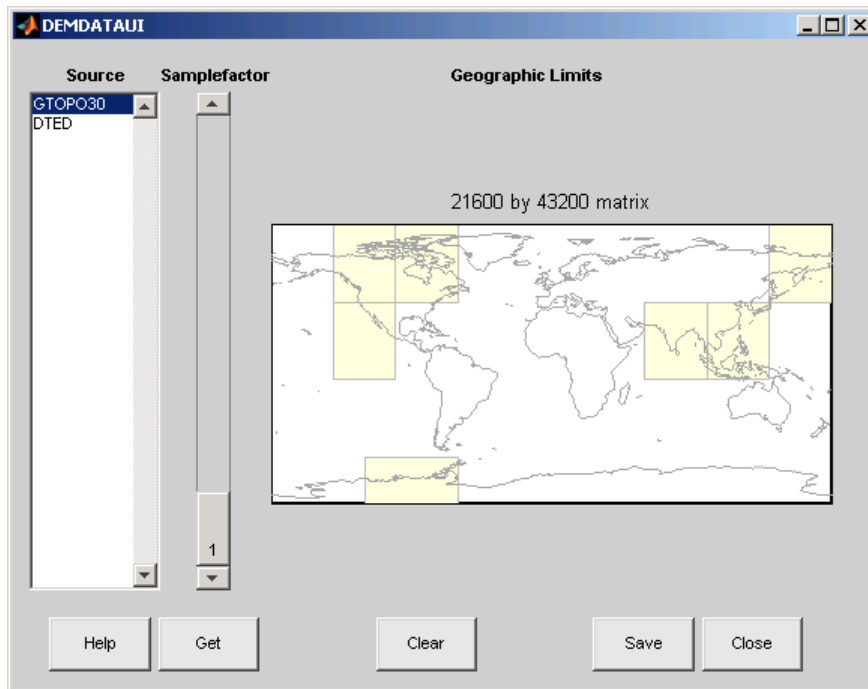 DEMDATAUI
Source
Samplefactor
Geographic Limits
GTOPO30
DTED
21600 by 43200 matrix
1
Help
Get
Clear
Save
Close